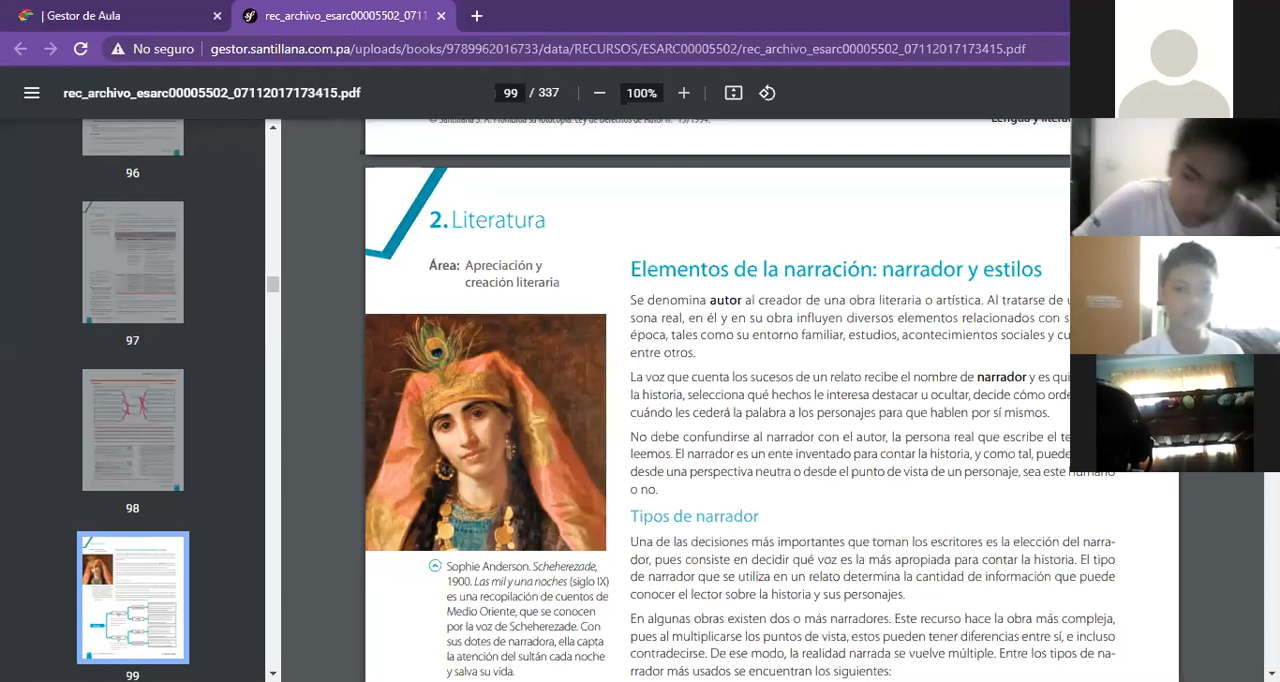 | Gestor de Aula
rec_archivo_esarc00005502_0711
No seguro
gestor.santillana.com.pa/uploads/books/9789962016733/data/RECURSOS/ESARC00005502/rec_archivo_esarc00005502_07112017173415.pdf
rec_archivo_esarc00005502_07112017173415.pdf
99 / 337
100%
96
97
98
99
2. Literatura
Área: Apreciación y
creación literaria
Sophie Anderson. Scheherezade,
1900. Las mil y una noches (siglo IX)
es una recopilación de cuentos de
Medio Oriente, que se conocen
por la voz de Scheherezade. Con
sus dotes de narradora, ella capta
la atención del sultán cada noche
y salva su vida.
Elementos de la narración: narrador y estilos
Se denomina autor al creador de una obra literaria o artística. Al tratarse de
sona real, en él y en su obra influyen diversos elementos relacionados con
época, tales como su entorno familiar, estudios, acontecimientos sociales y
entre otros.
La voz que cuenta los sucesos de un relato recibe el nombre de narrador y es
la historia, selecciona qué hechos le interesa destacar u ocultar, decide cómo
cuándo les cederá la palabra a los personajes para que hablen por sí mismos.
No debe confundirse al narrador con el autor, la persona real que escribe el
leemos. El narrador es un ente inventado para contar la historia, y como tal, puede
desde una perspectiva neutra o desde el punto de vista de un personaje, sea este humano
o no.
Tipos de narrador
Una de las decisiones más importantes que toman los escritores es la elección del narra-
dor, pues consiste en decidir qué voz es la más apropiada para contar la historia. El tipo
de narrador que se utiliza en un relato determina la cantidad de información que puede
conocer el lector sobre la historia y sus personajes.
En algunas obras existen dos o más narradores. Este recurso hace la obra más compleja,
pues al multiplicarse los puntos de vista, estos pueden tener diferencias entre sí, e incluso
contradecirse. De ese modo, la realidad narrada se vuelve múltiple. Entre los tipos de na-
rrador más usados se encuentran los siguientes: